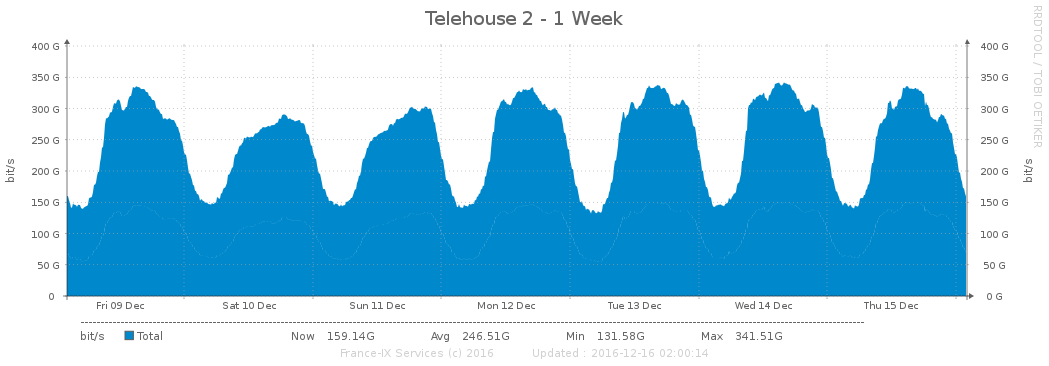 Telehouse 2 - 1 Week
RRDTOOL / TOBI OETIKER
400 G 400 G
350 G 350 G
300 G 300 G
250 G 250 G
200 G 200 G
150 G 150 G
100 G 100 G
50 G 50 G
0 0 G
bit/s bit/s
Fri 09 Dec Sat 10 Dec Sun 11 Dec Mon 12 Dec Tue 13 Dec Wed 14 Dec Thu 15 Dec
bit/s Total Now 159.14G Avg 246.51G Min 131.58G Max 341.51G
France-IX Services (c) 2016 Updated : 2016-12-16 02:00:14